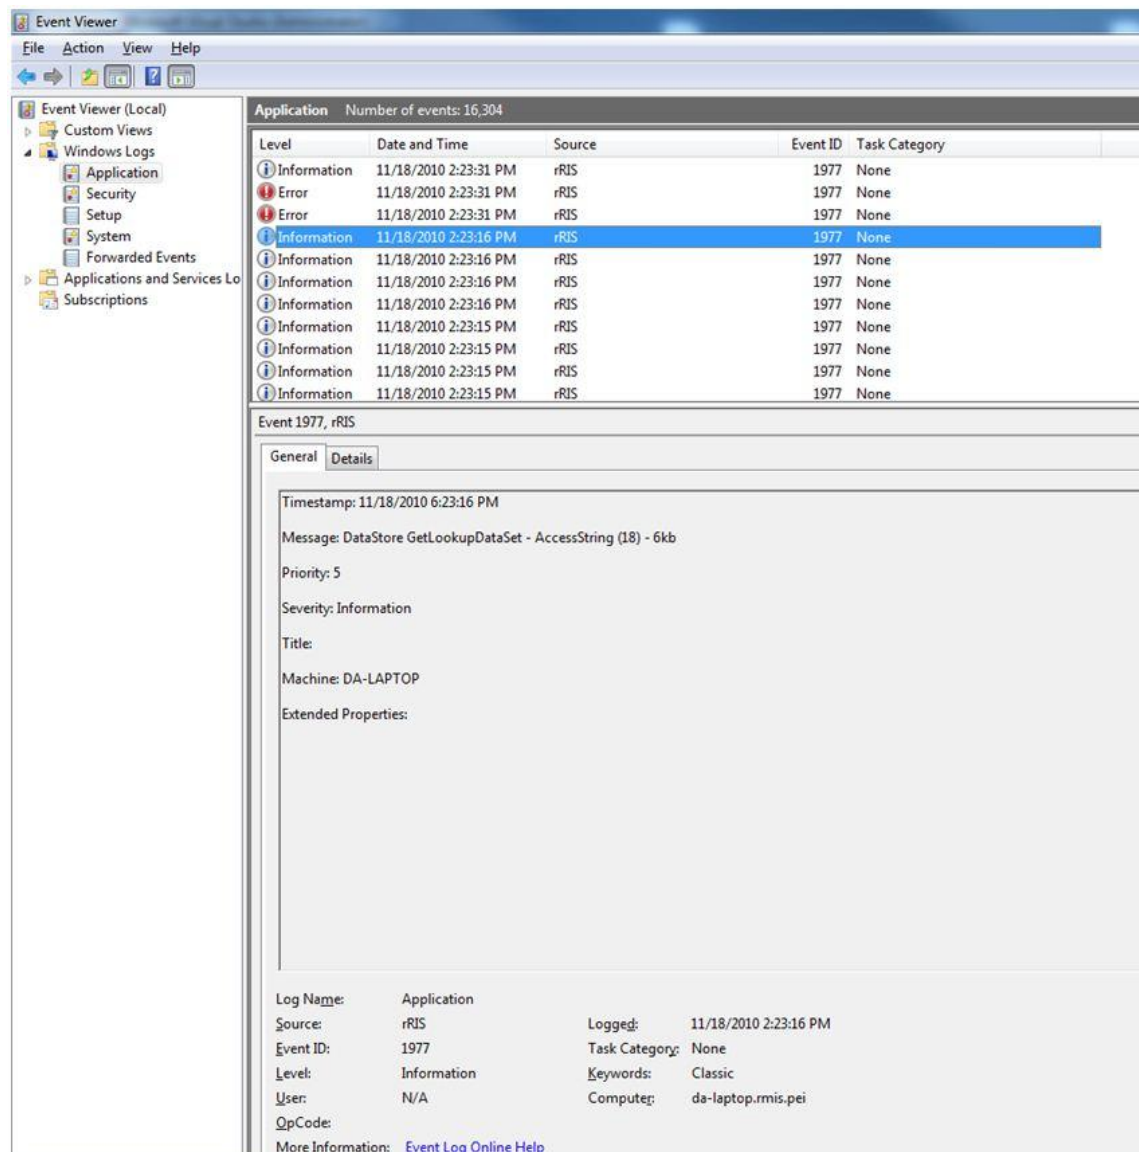 Event Viewer
File Action View Help
Event Viewer (Local)
Custom Views
Windows Logs
Application
Security
Setup
System
Forwarded Events
Applications and Services Lo
Subscriptions
Application Number of events: 16,304
Level Date and Time Source Event ID Task Category
Information 11/18/2010 2:23:31 PM rRIS 1977 None
Error 11/18/2010 2:23:31 PM rRIS 1977 None
Error 11/18/2010 2:23:31 PM rRIS 1977 None
Information 11/18/2010 2:23:16 PM rRIS 1977 None
Information 11/18/2010 2:23:16 PM rRIS 1977 None
Information 11/18/2010 2:23:16 PM rRIS 1977 None
Information 11/18/2010 2:23:16 PM rRIS 1977 None
Information 11/18/2010 2:23:15 PM rRIS 1977 None
Information 11/18/2010 2:23:15 PM rRIS 1977 None
Information 11/18/2010 2:23:15 PM rRIS 1977 None
Information 11/18/2010 2:23:15 PM rRIS 1977 None
Event 1977, rRIS
General Details
Timestamp: 11/18/2010 6:23:16 PM
Message: DataStore GetLookupDataSet - AccessString (18) - 6kb
Priority: 5
Severity: Information
Title:
Machine: DA-LAPTOP
Extended Properties:
Log Name: Application
Source: rRIS Logged: 11/18/2010 2:23:16 PM
Event ID: 1977 Task Category: None
Level: Information Keywords: Classic
User: N/A Computer: da-laptop.rmis.pei
OpCode:
More Information: Event Log Online Help